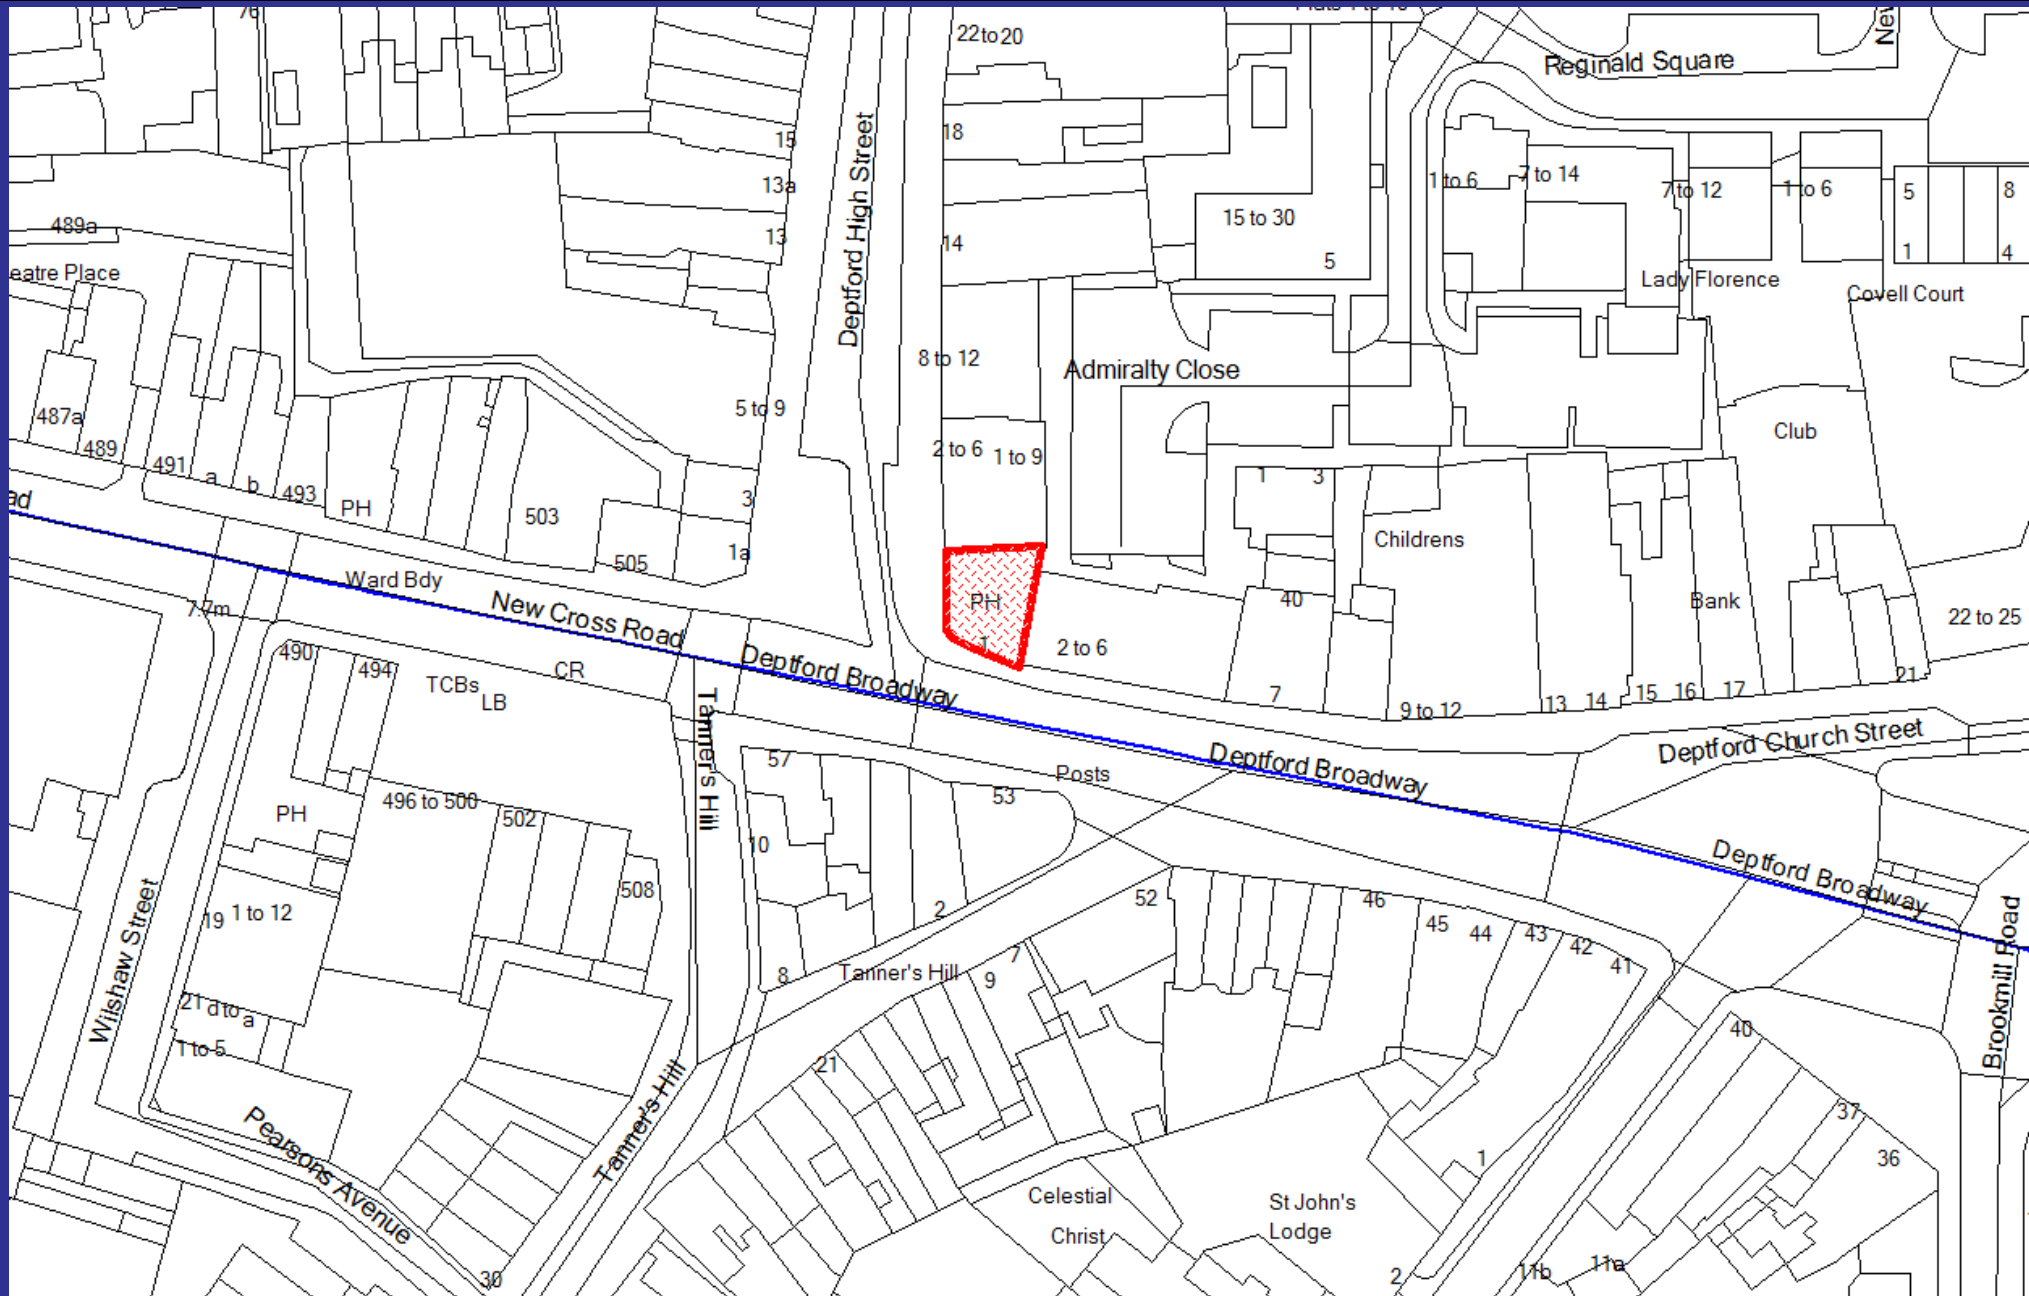 76
22to20
Reginald Square
15
18
13a
1 to 6
7 to 14
7 to 12
1 to 6
5
8
489a
13
14
15 to 30
5
1
4
eatre Place
Deptford High Street
Lady Florence
Covell Court
8 to 12
Admiralty Close
487a
5 to 9
489
491
a
b
493
PH
503
505
3
1a
2 to 6
1 to 9
1
3
Club
Childrens
ad
Ward Bdy
7.7m
New Cross Road
PH
1
2 to 6
40
Bank
22 to 25
490
494
TCBs
LB
CR
Deptford Broadway
7
9 to 12
13
14
15
16
17
21
Tanner's Hill
57
Posts
53
Deptford Broadway
Deptford Church Street
PH
496 to 500
502
10
508
Deptford Broadway
Wilshaw Street
19
1 to 12
2
52
46
45
44
43
42
41
Brookmill Road
8
Tanner's Hill
7
9
21 d to a
1 to 5
21
40
Pearsons Avenue
Tanner's Hill
37
36
1
Celestial
Christ
St John's
Lodge
30
2
11b
11a